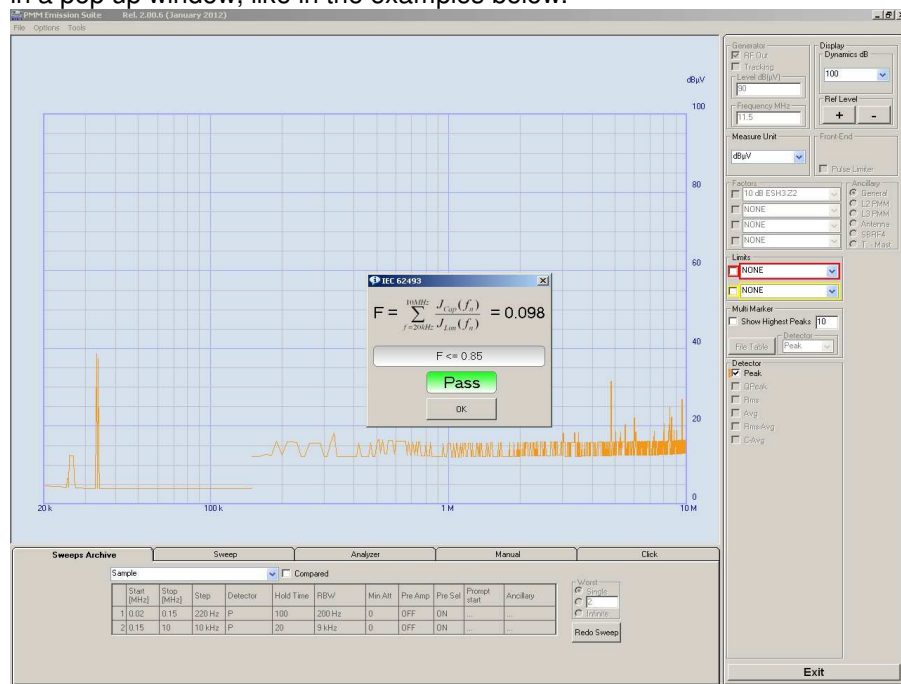 in a pop up window, like in the examples below:
PMM Emission Suite Rel. 2.00.6 (January 2012)
File Options Tools
dBµV
100
80
60
40
20
0
20 k
100 k
1 M
10 M
IEC 62493
F = 10MHz ∑ f=20kHz J_Cap(f_n) / J_Lim(f_n) = 0.098
F <= 0.85
Pass
OK
Generator
RF Out
Tracking
Level dB(µV)
90
Frequency MHz
11.5
Display
Dynamics dB
100
Ref Level
+ -
Measure Unit
dBµV
Front-End
Pulse Limiter
Factors
10 dB ESH3.Z2
NONE
NONE
NONE
Ancillary
General
L2 PMM
L3 PMM
Antenna
SBRF4
Limits
NONE
NONE
Multi Marker
Show Highest Peaks 10
File Table
Detector
Peak
Detector
Peak
QPeak
Rms
Avg
RmsAvg
C-Avg
Exit
Sweeps Archive Sweep Analyzer Manual Click
Sample Compared
Start [MHz] Stop [MHz] Step Detector Hold Time RBW Min Att Pre Amp Pre Sel Prompt start Ancillary
1 0.02 0.15 220 Hz P 100 200 Hz 0 OFF ON ... ...
2 0.15 10 10 kHz P 20 9 kHz 0 OFF ON ... ...
Worst
Single
2
Infinite
Redo Sweep